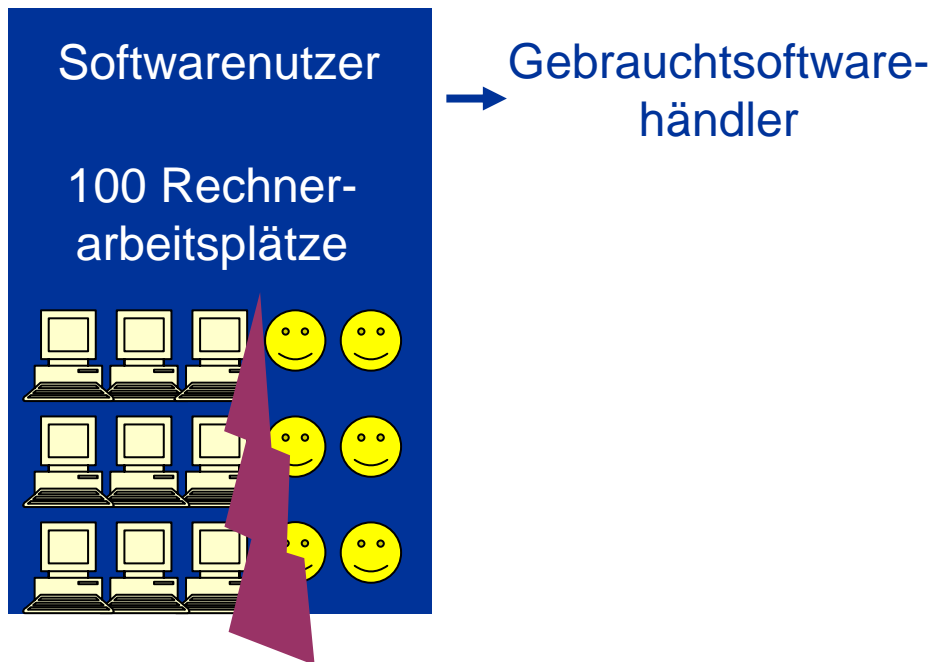 Softwarenutzer
100 Rechner-
arbeitsplätze
Gebrauchtsoftware-
händler